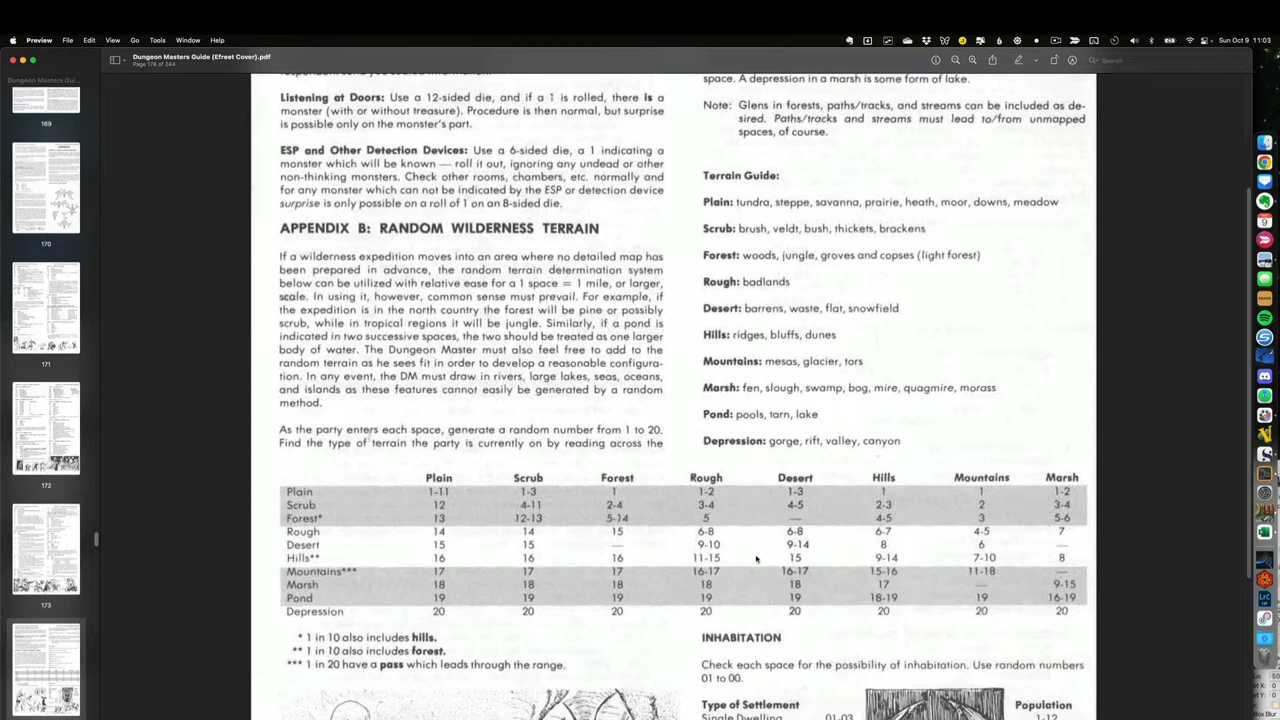 Preview File Edit View Go Tools Window Help
Sun Oct 9 11:03
Dungeon Masters Guide (Efreet Cover).pdf
Page 174 of 244
Search
Dungeon Masters Gui...
169
170
171
172
173
Listening at Doors: Use a 12-sided die, and if a 1 is rolled, there is a
monster (with or without treasure). Procedure is then normal, but surprise
is possible only on the monster's part.
ESP and Other Detection Devices: Use a -sided die, a 1 indicating a
monster which will be known — roll it out, ignoring any undead or other
non-thinking monsters. Check other rooms, chambers, etc. normally and
for any monster which can not be indicated by the ESP or detection device
surprise is only possible on a roll of 1 on an 8-sided die.
APPENDIX B: RANDOM WILDERNESS TERRAIN
If a wilderness expedition moves into an area where no detailed map has
been prepared in advance, the random terrain determination system
below can be utilized with relative ease for a 1 space = 1 mile, or larger,
scale. In using it, however, common sense must prevail. For example, if
the expedition is in the north country the forest will be pine or possibly
scrub, while in tropical regions it will be jungle. Similarly, if a pond is
indicated in two successive spaces, the two should be treated as one larger
body of water. The Dungeon Master must also feel free to add to the
random terrain as he sees fit in order to develop a reasonable configura-
tion. In any event, the DM must draw in rivers, large lakes, seas, oceans,
and islands as these features cannot easily be generated by a random
method.
As the party enters each space, generate a random number from 1 to 20.
Find the type of terrain the party is currently on by reading across the
space. A depression in a marsh is some form of lake.
Note: Glens in forests, paths/tracks, and streams can be included as de-
sired. Paths/tracks and streams must lead to/from unmapped
spaces, of course.
Terrain Guide:
Plain: tundra, steppe, savanna, prairie, heath, moor, downs, meadow
Scrub: brush, veldt, bush, thickets, brackens
Forest: woods, jungle, groves and copses (light forest)
Rough: badlands
Desert: barrens, waste, flat, snowfield
Hills: ridges, bluffs, dunes
Mountains: mesas, glacier, tors
Marsh: fen, slough, swamp, bog, mire, quagmire, morass
Pond: pools, tarn, lake
Depression: gorge, rift, valley, canyon
Plain Scrub Forest Rough Desert Hills Mountains Marsh
Plain 1-11 1-3 1 1-2 1-3 1 1 1-2
Scrub 12 4-11 2-4 3-4 4-5 2-3 2 3-4
Forest* 13 12-13 5-14 5 — 4-5 3 5-6
Rough 14 14 15 6-8 6-8 6-7 4-5 7
Desert 15 15 — 9-10 9-14 8 6 —
Hills** 16 16 16 11-15 15 9-14 7-10 8
Mountains*** 17 17 17 16-17 16-17 15-16 11-18 —
Marsh 18 18 18 18 18 17 — 9-15
Pond 19 19 19 19 19 18-19 19 16-19
Depression 20 20 20 20 20 20 20 20
* 1 in 10 also includes hills.
** 1 in 10 also includes forest.
*** 1 in 20 have a pass which leads through the range.
INHABITATION
Check each space for the possibility of inhabitation. Use random numbers
01 to 00.
Type of Settlement Population
Single Dwelling 01-03 1-12